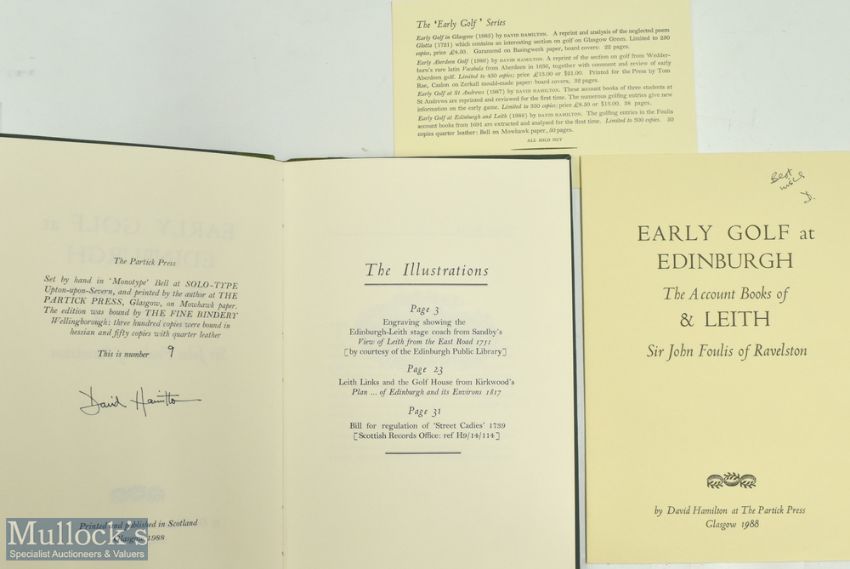 The 'Early Golf' Series
Early Golf in Glasgow (1985) by DAVID HAMILTON. A reprint and analysis of the neglected poem
Glotta (1721) which contains an interesting section on golf on Glasgow Green. Limited to 250
copies, price £4.50. Garamond on Basingwerk paper, board covers. 22 pages.
Early Aberdeen Golf (1986) by DAVID HAMILTON. A reprint of the section on golf from Wedder-
burn's rare latin Vocabula from Aberdeen in 1636, together with comment and review of early
Aberdeen golf. Limited to 450 copies; price £15.00 or $21.00. Printed for the Press by Tom
Rae, Caslon on Zerkall mould-made paper: board covers. 32 pages.
Early Golf at St Andrews (1987) by DAVID HAMILTON. These account books of three students at
St Andrews are reprinted and reviewed for the first time. The numerous golfing entries give new
information on the early game. Limited to 350 copies: price £8.50 or $15.00. 36 pages.
Early Golf at Edinburgh and Leith (1988) by DAVID HAMILTON. The golfing entries in the Foulis
account books from 1691 are extracted and analysed for the first time. Limited to 300 copies. 50
copies quarter leather: Bell on Mowhawk paper, 50 pages.
ALL SOLD OUT
The Partick Press
Set by hand in 'Monotype' Bell at SOLO-TYPE
Upton-upon-Severn, and printed by the author at THE
PARTICK PRESS, Glasgow, on Mowhawk paper.
The edition was bound by THE FINE BINDERY
Wellingborough: three hundred copies were bound in
hessian and fifty copies with quarter leather
This is number 9
David Hamilton
Printed and published in Scotland
Glasgow 1988
The Illustrations
Page 3
Engraving showing the
Edinburgh-Leith stage coach from Sandby's
View of Leith from the East Road 1751
[by courtesy of the Edinburgh Public Library]
Page 23
Leith Links and the Golf House from Kirkwood's
Plan ... of Edinburgh and its Environs 1817
Page 31
Bill for regulation of 'Street Cadies' 1739
[Scottish Records Office: ref H9/14/114]
Best
wishes
D.
EARLY GOLF at
EDINBURGH
The Account Books of
& LEITH
Sir John Foulis of Ravelston
by David Hamilton at The Partick Press
Glasgow 1988
Mullock's
Specialist Auctioneers & Valuers